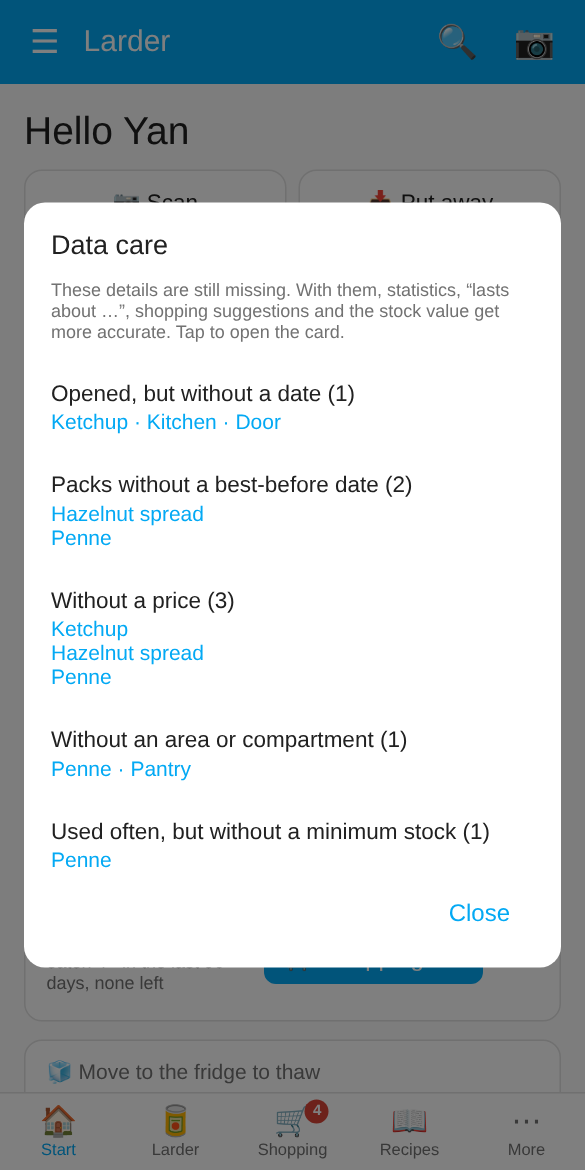 Larder
Hello Yan
Scan
Put away
Data care
These details are still missing. With them, statistics, “lasts
about …”, shopping suggestions and the stock value get
more accurate. Tap to open the card.
Opened, but without a date (1)
Ketchup · Kitchen · Door
Packs without a best-before date (2)
Hazelnut spread
Penne
Without a price (3)
Ketchup
Hazelnut spread
Penne
Without an area or compartment (1)
Penne · Pantry
Used often, but without a minimum stock (1)
Penne
Close
days, none left
Move to the fridge to thaw
4
Start
Larder
Shopping
Recipes
More